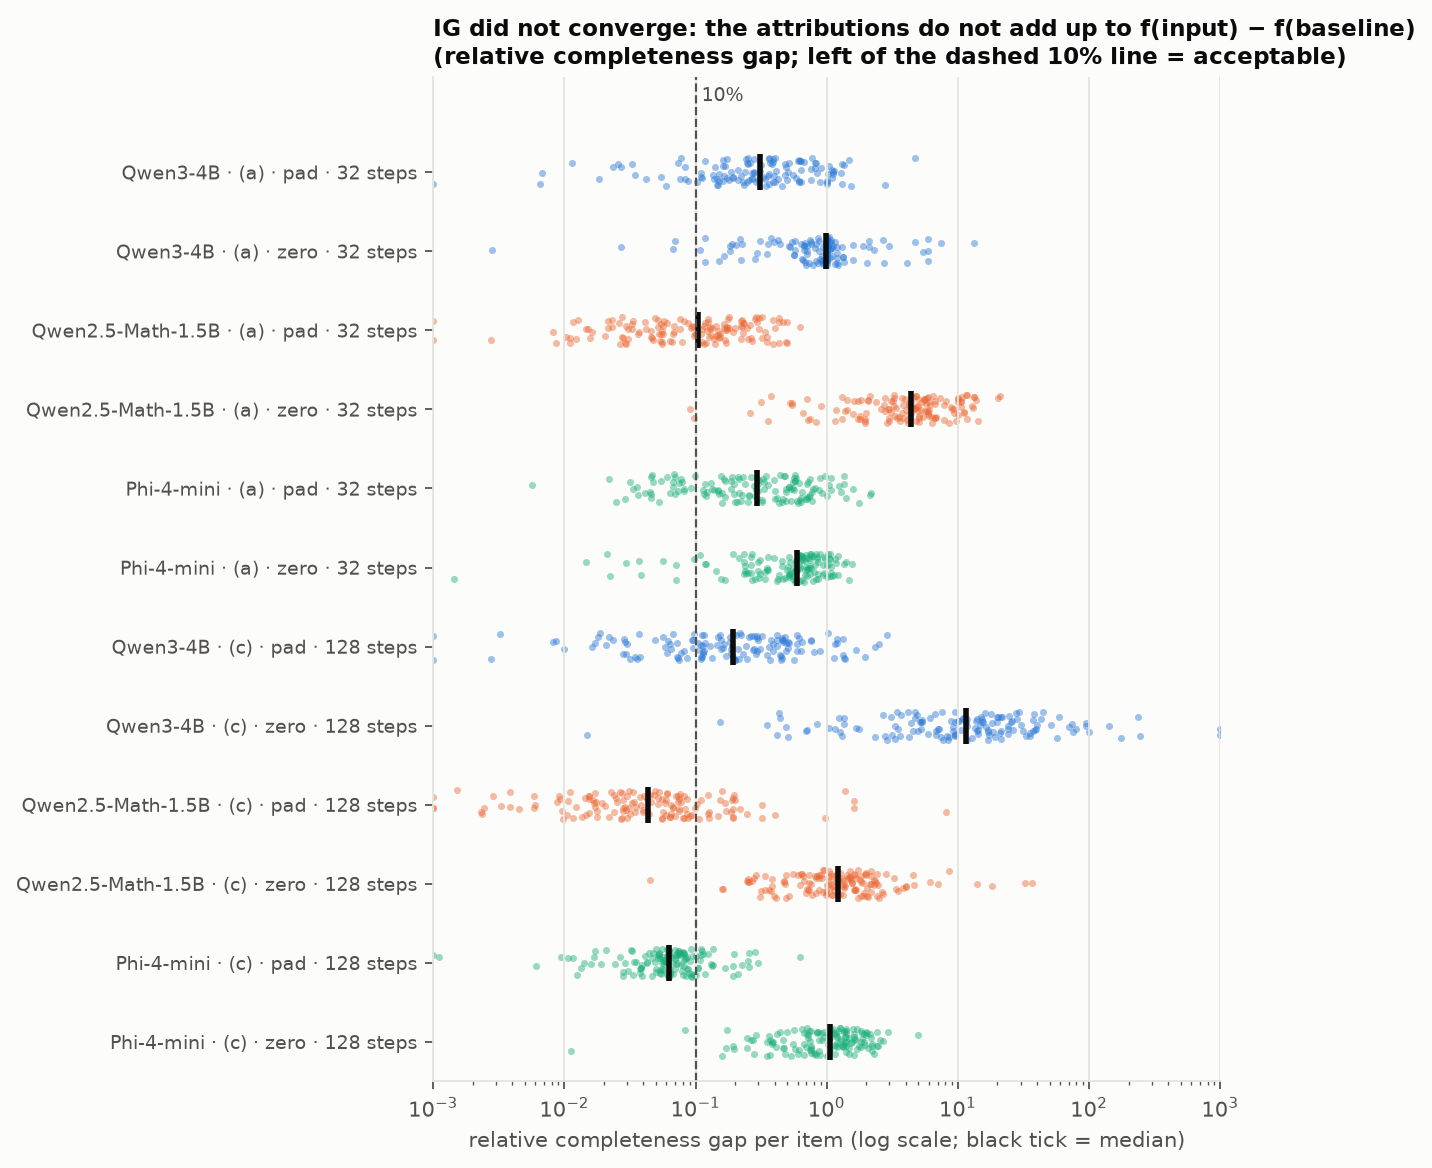 IG did not converge: the attributions do not add up to f(input) − f(baseline)
(relative completeness gap; left of the dashed 10% line = acceptable)
10%
Qwen3-4B · (a) · pad · 32 steps
Qwen3-4B · (a) · zero · 32 steps
Qwen2.5-Math-1.5B · (a) · pad · 32 steps
Qwen2.5-Math-1.5B · (a) · zero · 32 steps
Phi-4-mini · (a) · pad · 32 steps
Phi-4-mini · (a) · zero · 32 steps
Qwen3-4B · (c) · pad · 128 steps
Qwen3-4B · (c) · zero · 128 steps
Qwen2.5-Math-1.5B · (c) · pad · 128 steps
Qwen2.5-Math-1.5B · (c) · zero · 128 steps
Phi-4-mini · (c) · pad · 128 steps
Phi-4-mini · (c) · zero · 128 steps
10⁻³ 10⁻² 10⁻¹ 10⁰ 10¹ 10² 10³
relative completeness gap per item (log scale; black tick = median)